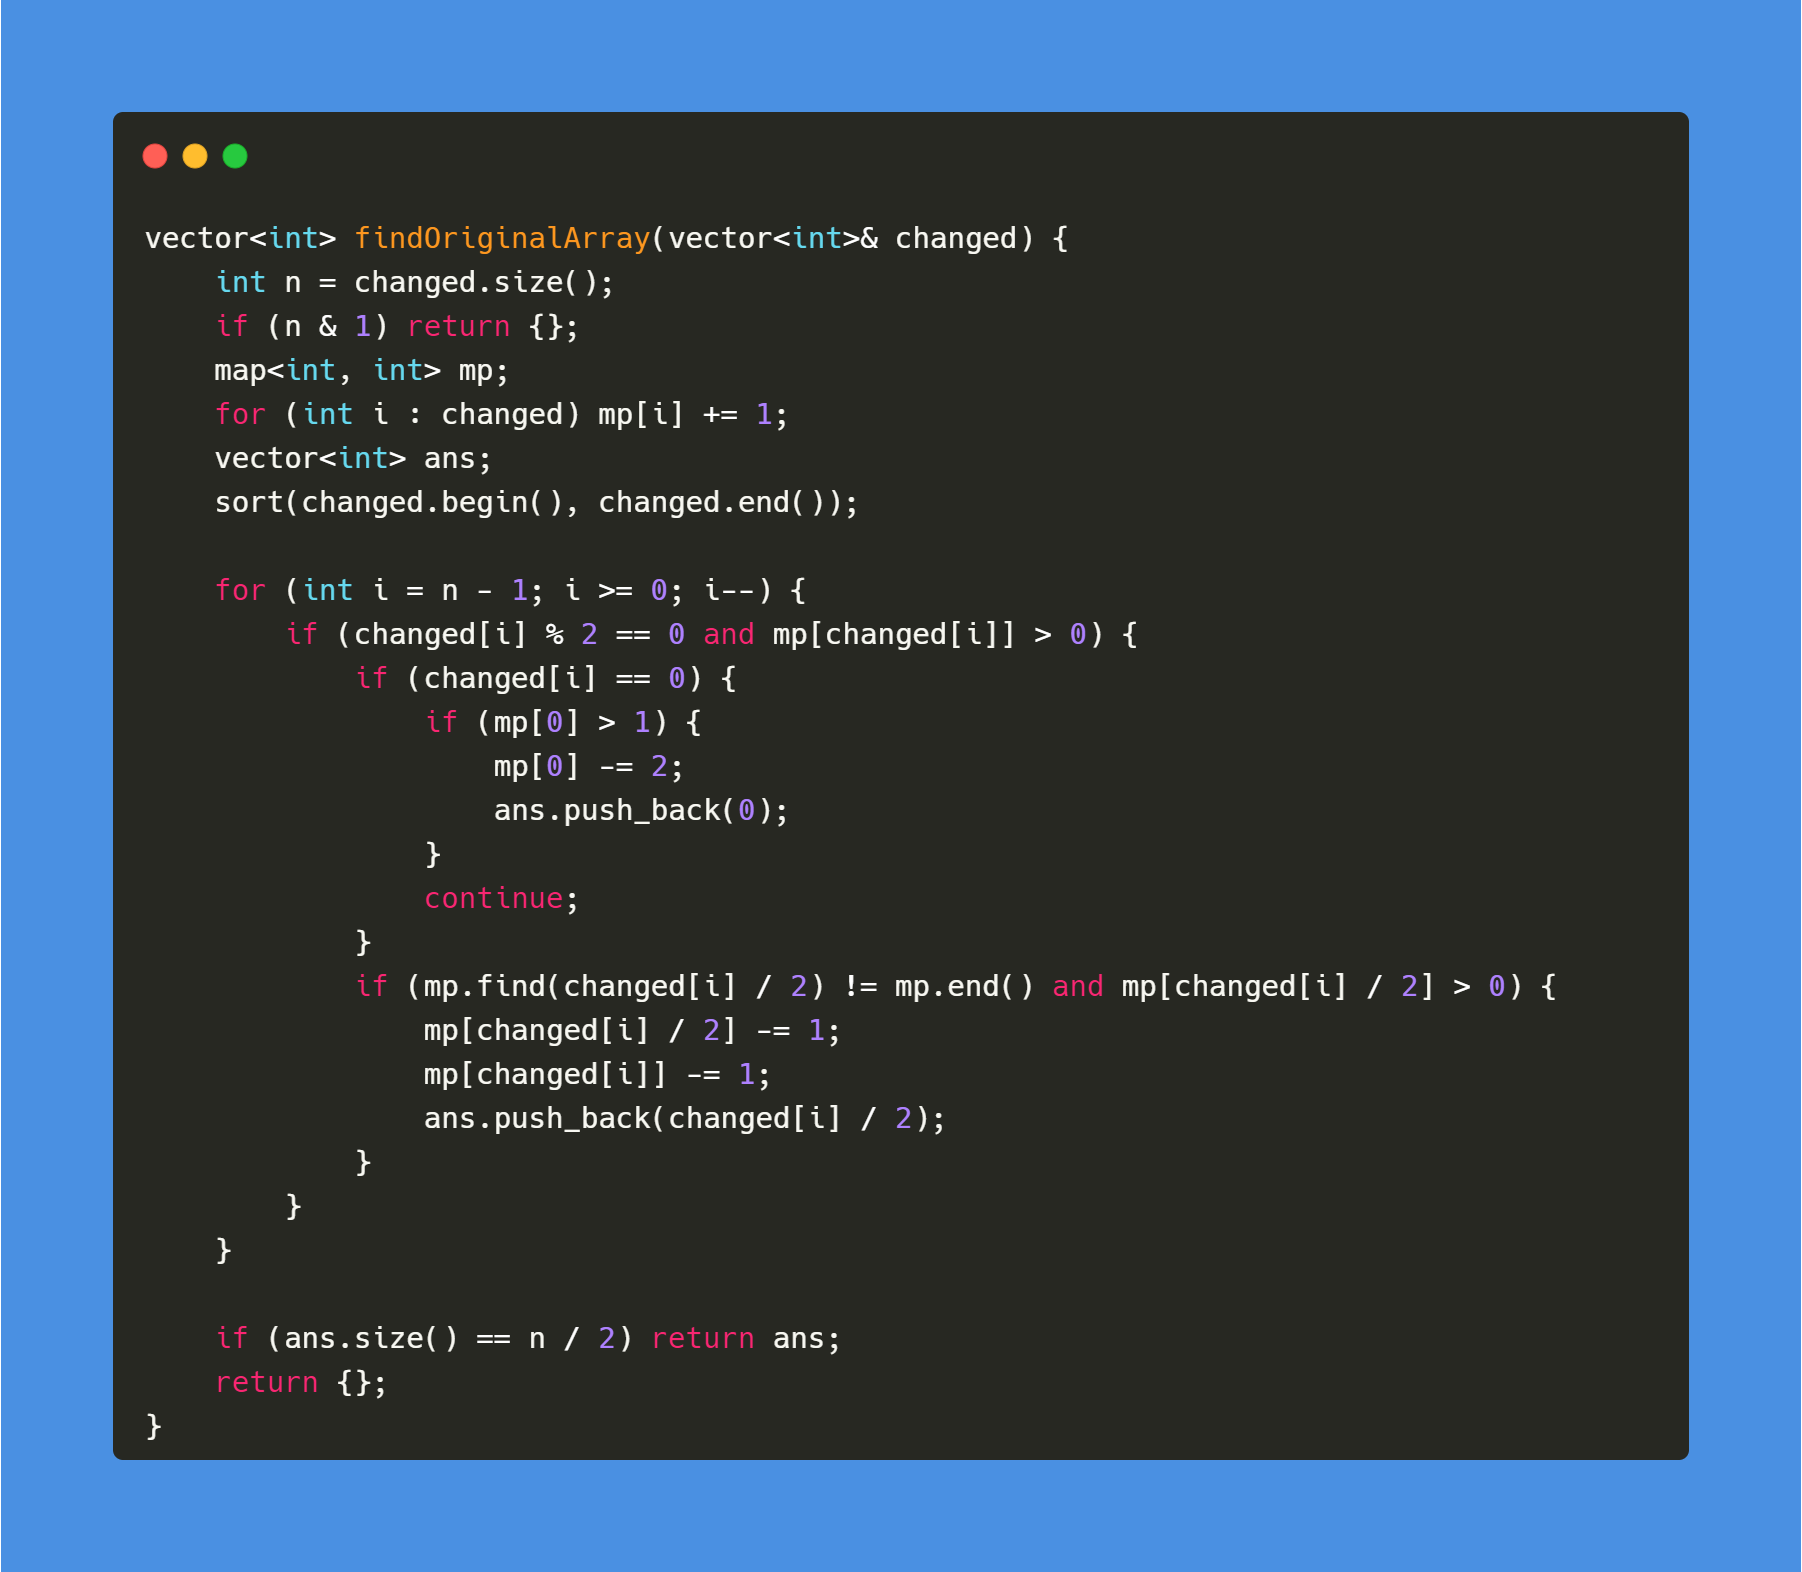 vector<int> findOriginalArray(vector<int>& changed) {
    int n = changed.size();
    if (n & 1) return {};
    map<int, int> mp;
    for (int i : changed) mp[i] += 1;
    vector<int> ans;
    sort(changed.begin(), changed.end());

    for (int i = n - 1; i >= 0; i--) {
        if (changed[i] % 2 == 0 and mp[changed[i]] > 0) {
            if (changed[i] == 0) {
                if (mp[0] > 1) {
                    mp[0] -= 2;
                    ans.push_back(0);
                }
                continue;
            }
            if (mp.find(changed[i] / 2) != mp.end() and mp[changed[i] / 2] > 0) {
                mp[changed[i] / 2] -= 1;
                mp[changed[i]] -= 1;
                ans.push_back(changed[i] / 2);
            }
        }
    }

    if (ans.size() == n / 2) return ans;
    return {};
}